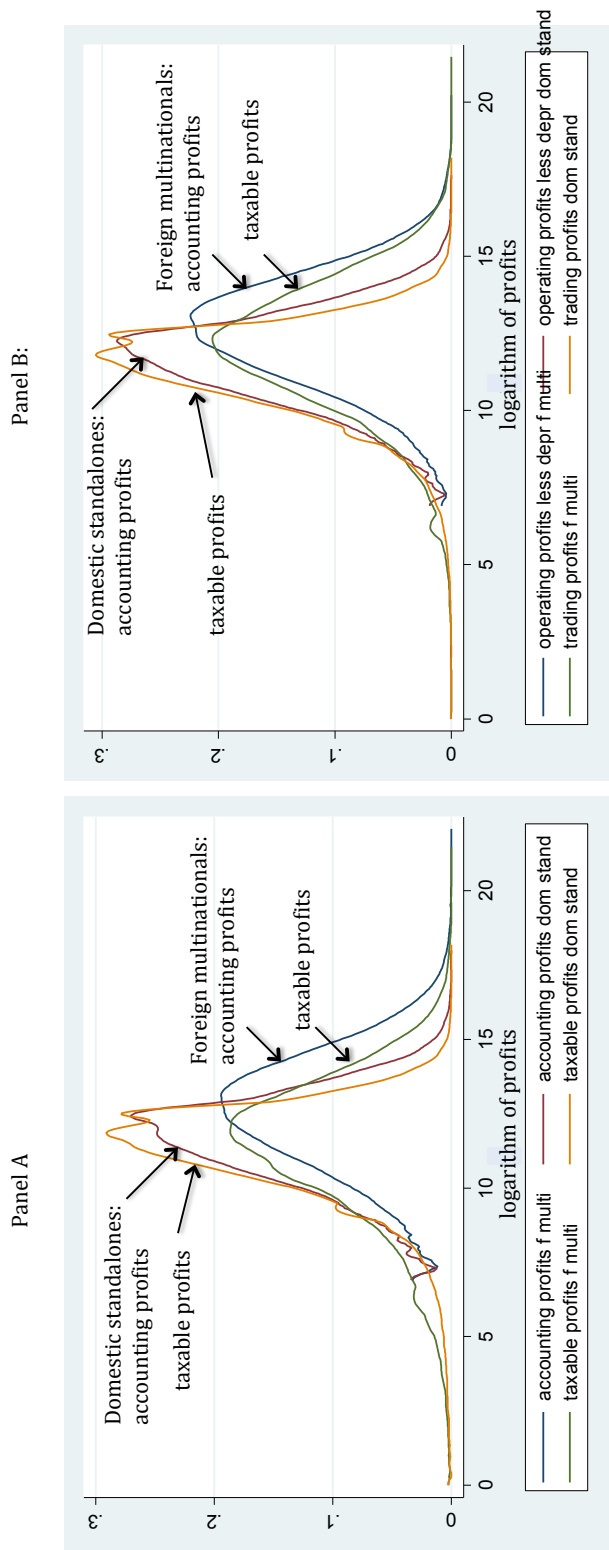 Panel A
Domestic standalones:
accounting profits
taxable profits
Foreign multinationals:
accounting profits
taxable profits
.3
.2
.1
0
0
5
10
15
20
logarithm of profits
accounting profits f multi
accounting profits dom stand
taxable profits f multi
taxable profits dom stand
Panel B:
Domestic standalones:
accounting profits
taxable profits
Foreign multinationals:
accounting profits
taxable profits
.3
.2
.1
0
0
5
10
15
20
logarithm of profits
operating profits less depr f multi
operating profits less depr dom stand
trading profits f multi
trading profits dom stand